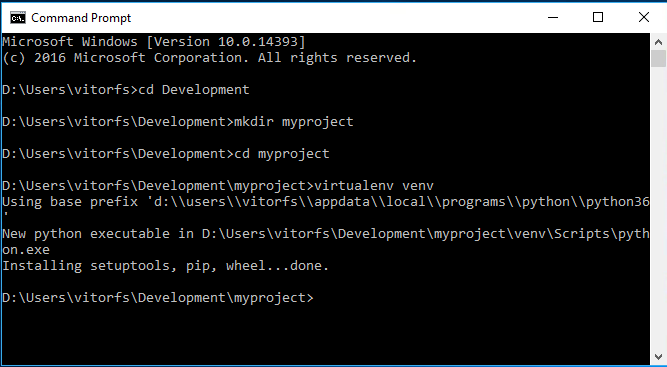 Command Prompt
Microsoft Windows [Version 10.0.14393]
(c) 2016 Microsoft Corporation. All rights reserved.
D:\Users\vitorfs>cd Development
D:\Users\vitorfs\Development>mkdir myproject
D:\Users\vitorfs\Development>cd myproject
D:\Users\vitorfs\Development\myproject>virtualenv venv
Using base prefix 'd:\\users\\vitorfs\\appdata\\local\\programs\\python\\python36
'
New python executable in D:\Users\vitorfs\Development\myproject\venv\Scripts\pyth
on.exe
Installing setuptools, pip, wheel...done.
D:\Users\vitorfs\Development\myproject>